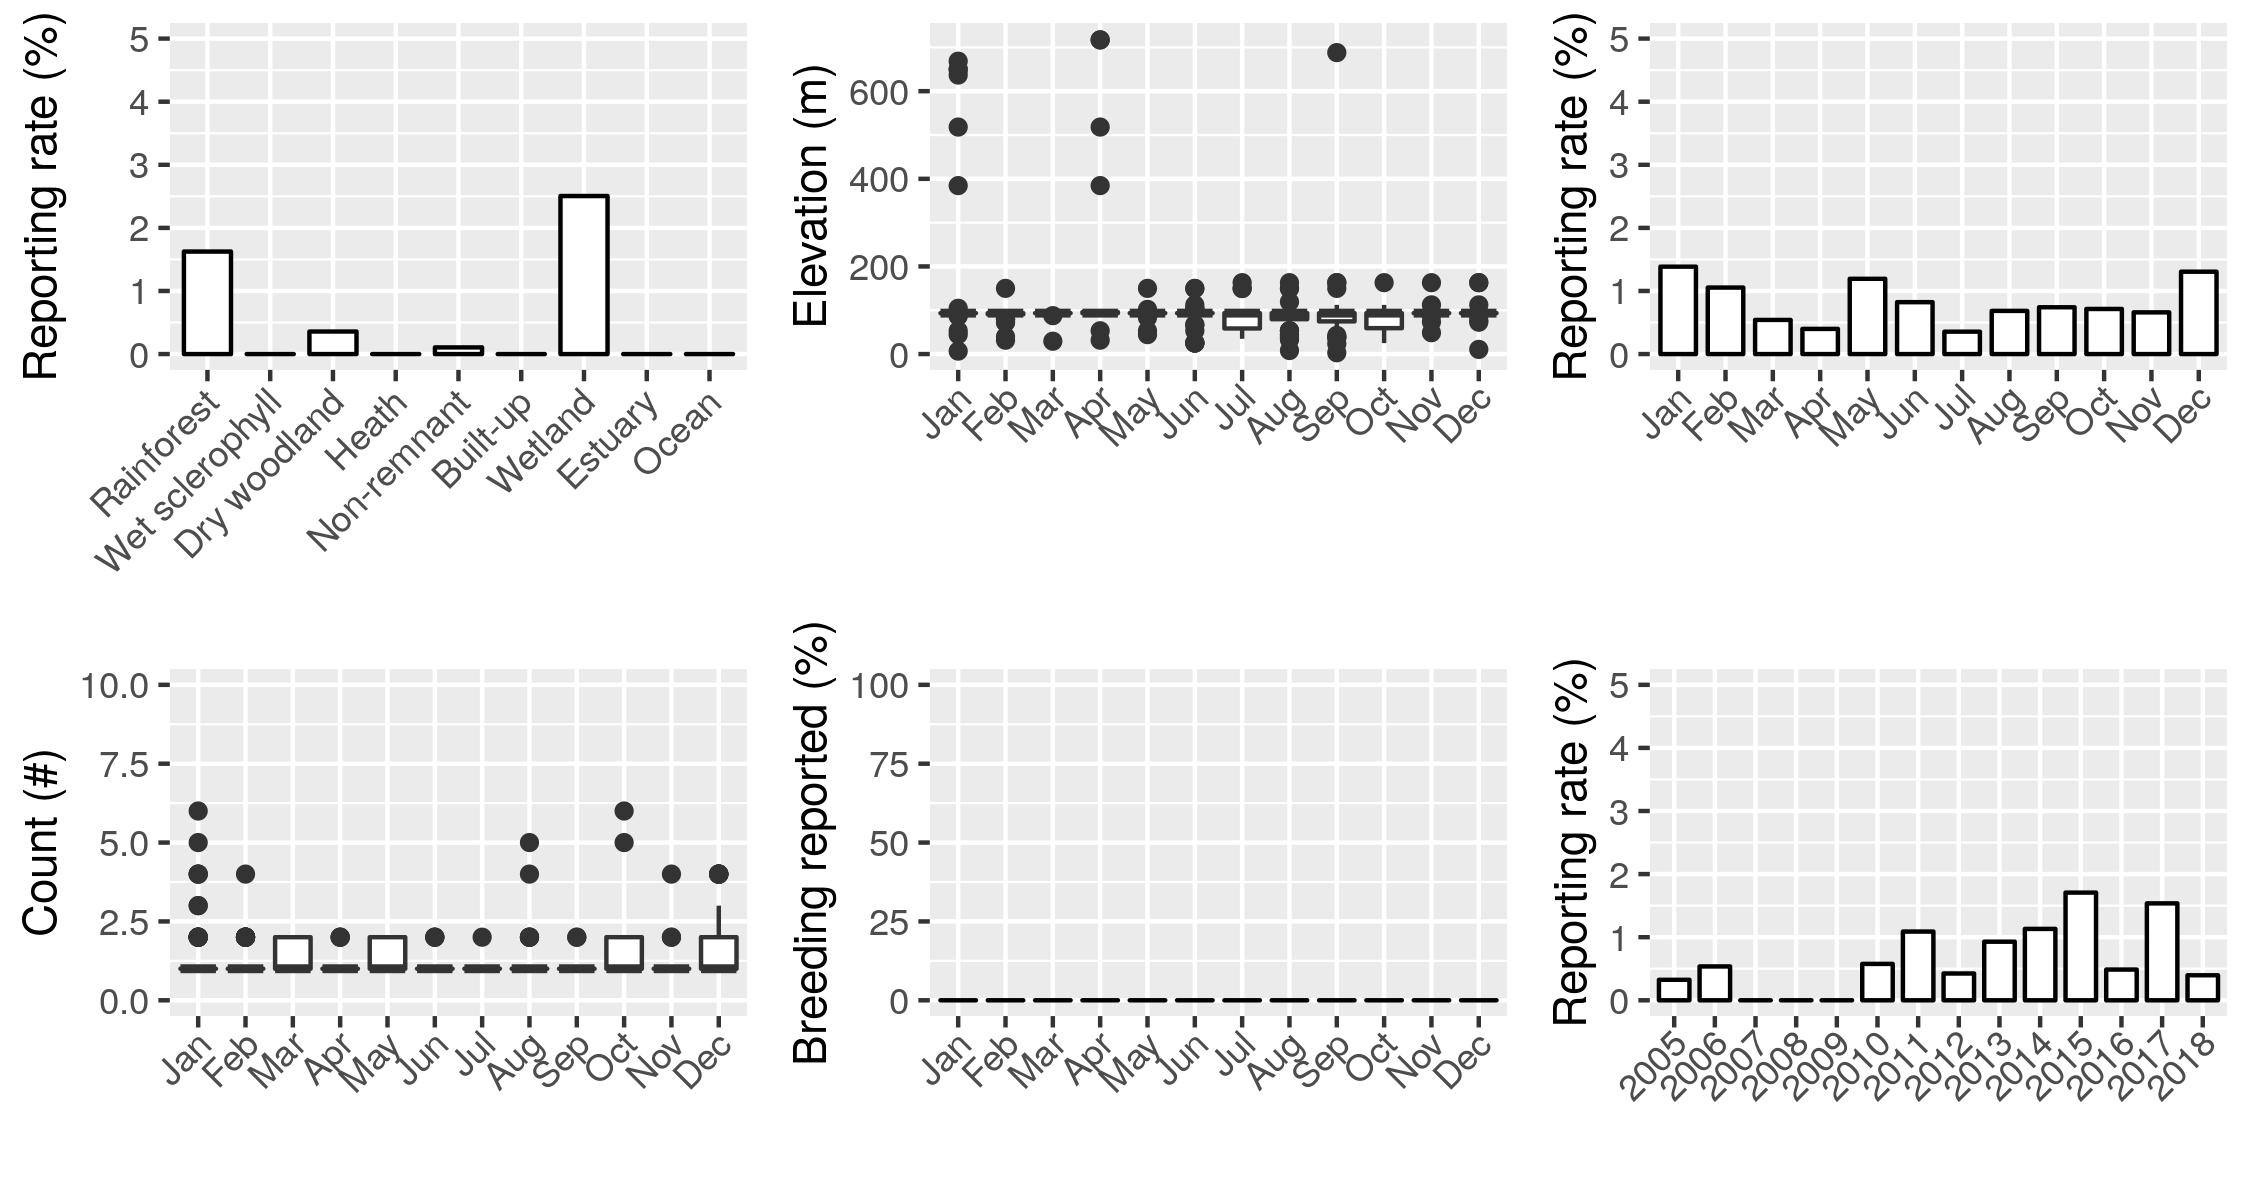 Reporting rate (%)
5
4
3
2
1
0
Rainforest
Wet sclerophyll
Dry woodland
Heath
Non-remnant
Built-up
Wetland
Estuary
Ocean
Elevation (m)
600
400
200
0
Jan
Feb
Mar
Apr
May
Jun
Jul
Aug
Sep
Oct
Nov
Dec
Reporting rate (%)
5
4
3
2
1
0
Jan
Feb
Mar
Apr
May
Jun
Jul
Aug
Sep
Oct
Nov
Dec
Count (#)
10.0
7.5
5.0
2.5
0.0
Jan
Feb
Mar
Apr
May
Jun
Jul
Aug
Sep
Oct
Nov
Dec
Breeding reported (%)
100
75
50
25
0
Jan
Feb
Mar
Apr
May
Jun
Jul
Aug
Sep
Oct
Nov
Dec
Reporting rate (%)
5
4
3
2
1
0
2005
2006
2007
2008
2009
2010
2011
2012
2013
2014
2015
2016
2017
2018